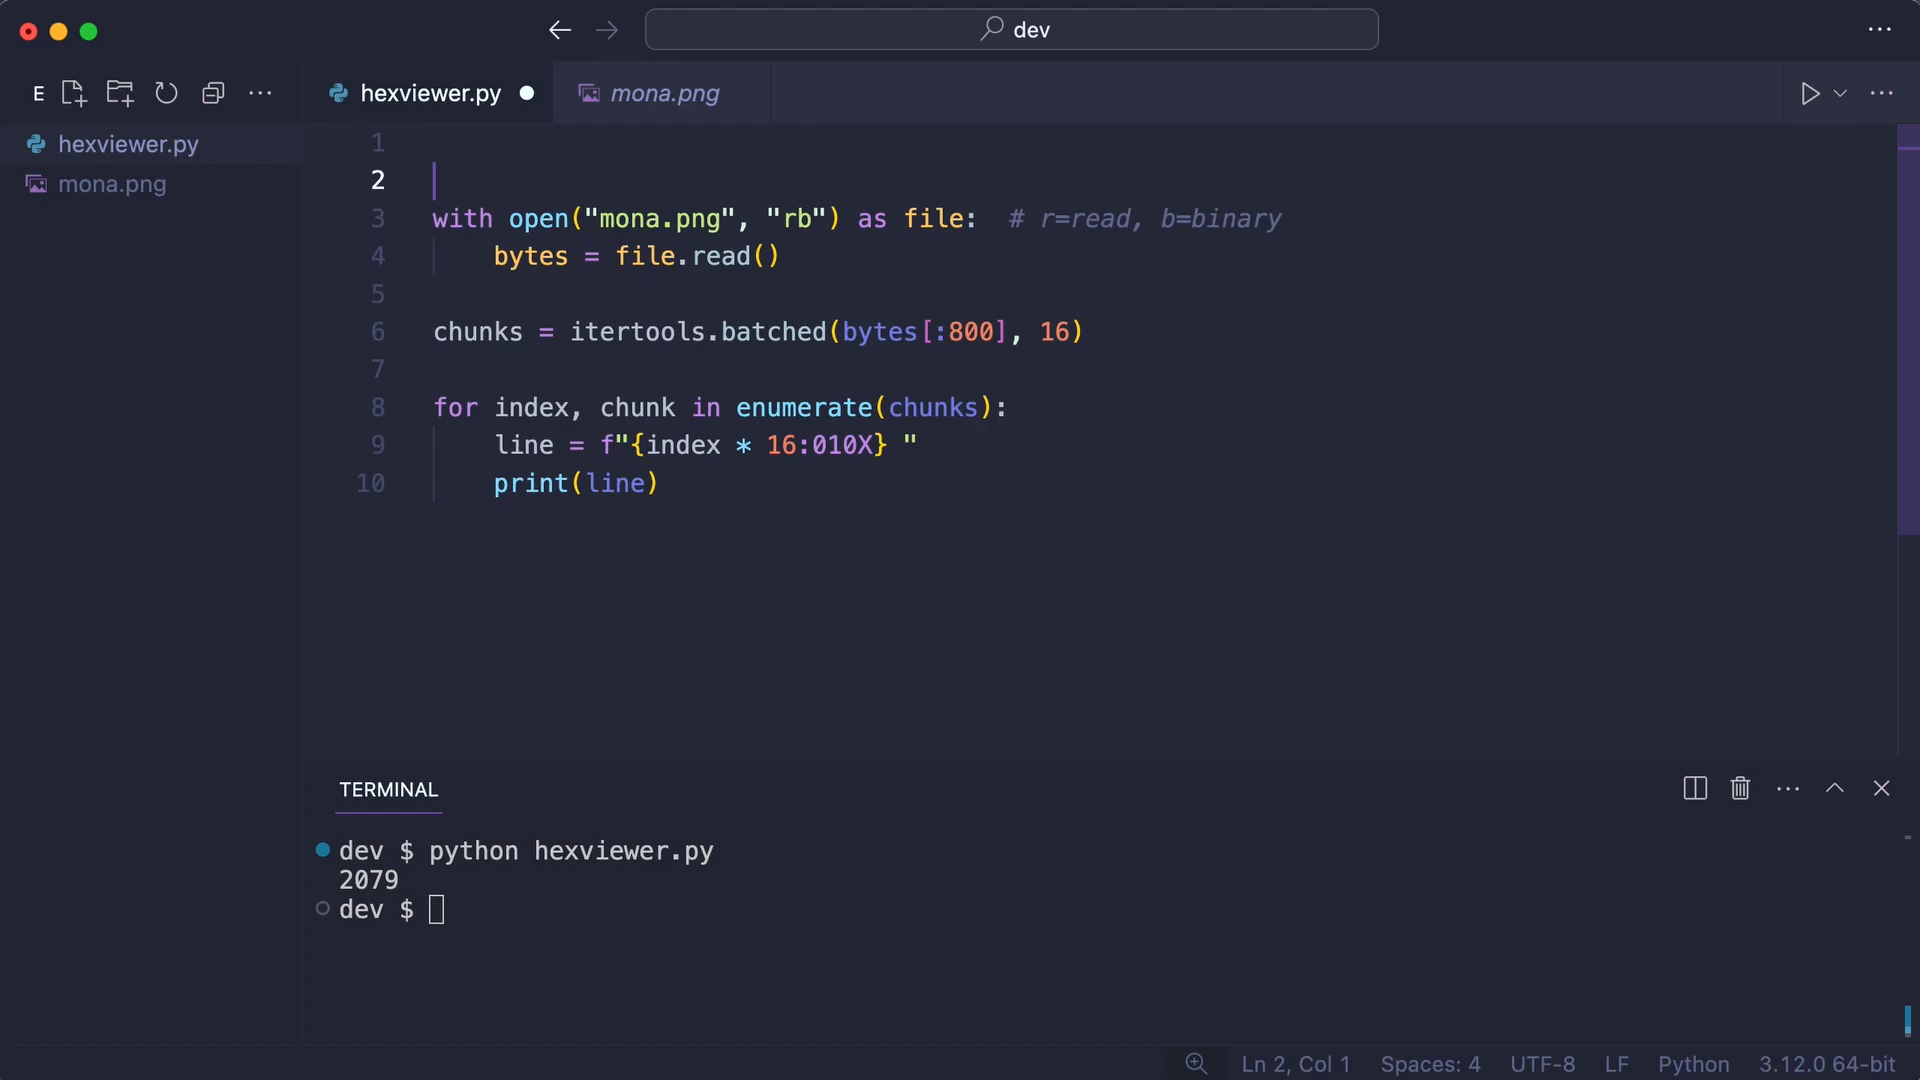 dev
E
hexviewer.py
mona.png
hexviewer.py
mona.png
1
2
3 with open("mona.png", "rb") as file:  # r=read, b=binary
4     bytes = file.read()
5
6 chunks = itertools.batched(bytes[:800], 16)
7
8 for index, chunk in enumerate(chunks):
9     line = f"{index * 16:010X} "
10     print(line)
TERMINAL
dev $ python hexviewer.py
2079
dev $
Ln 2, Col 1 Spaces: 4 UTF-8 LF Python 3.12.0 64-bit